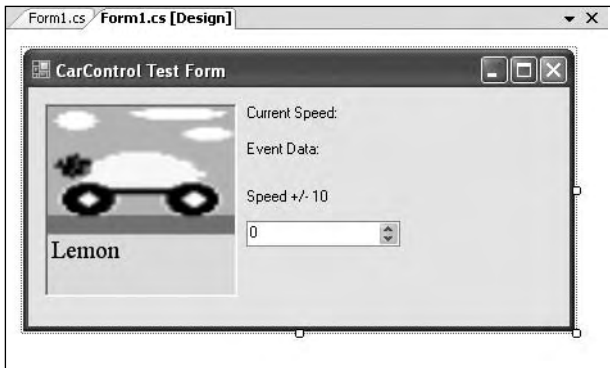 Form1.cs
Form1.cs [Design]
CarControl Test Form
Current Speed:
Event Data:
Speed +/- 10
0
Lemon